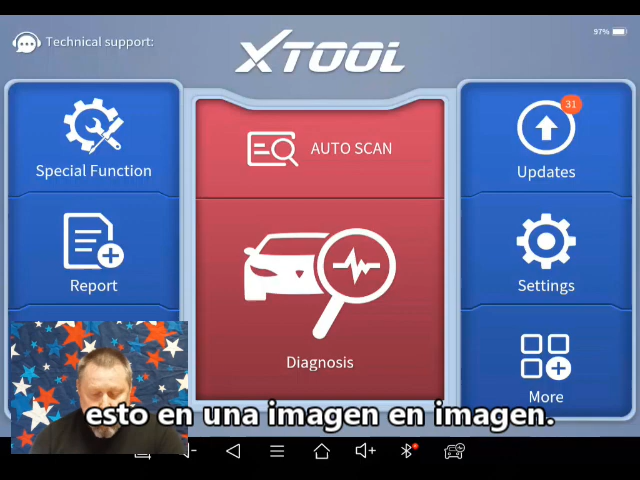 Technical support:
97%
XTOOL
31
Special Function
AUTO SCAN
Updates
Report
Settings
Diagnosis
More
esto en una imagen en imagen.